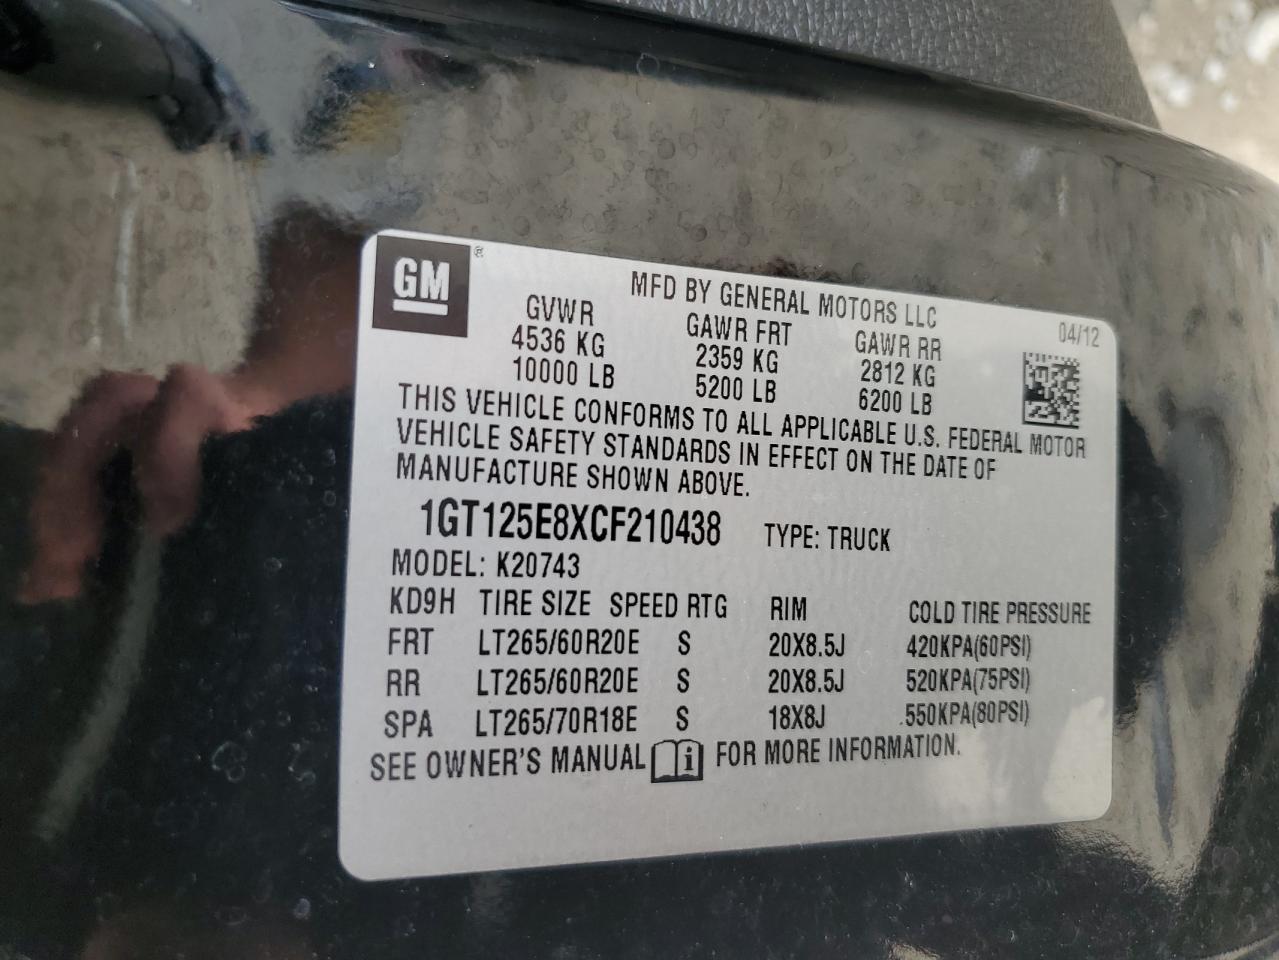 GM ®
MFD BY GENERAL MOTORS LLC
GVWR GAWR FRT GAWR RR 04/12
4536 KG 2359 KG 2812 KG
10000 LB 5200 LB 6200 LB
THIS VEHICLE CONFORMS TO ALL APPLICABLE U.S. FEDERAL MOTOR
VEHICLE SAFETY STANDARDS IN EFFECT ON THE DATE OF
MANUFACTURE SHOWN ABOVE.
1GT125E8XCF210438 TYPE: TRUCK
MODEL: K20743
KD9H TIRE SIZE SPEED RTG RIM COLD TIRE PRESSURE
FRT LT265/60R20E S 20X8.5J 420KPA(60PSI)
RR LT265/60R20E S 20X8.5J 520KPA(75PSI)
SPA LT265/70R18E S 18X8J 550KPA(80PSI)
SEE OWNER'S MANUAL i FOR MORE INFORMATION.